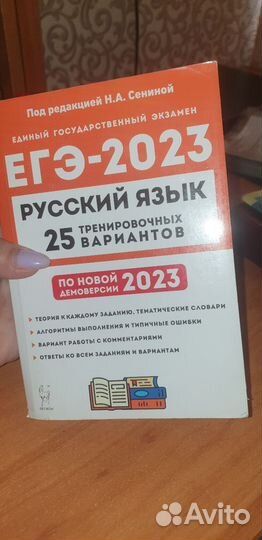 Под редакцией Н.А. Сениной
ЕДИНЫЙ ГОСУДАРСТВЕННЫЙ ЭКЗАМЕН
ЕГЭ-2023
РУССКИЙ ЯЗЫК
25 ТРЕНИРОВОЧНЫХ ВАРИАНТОВ
ПО НОВОЙ ДЕМОВЕРСИИ 2023
ТЕОРИЯ К КАЖДОМУ ЗАДАНИЮ, ТЕМАТИЧЕСКИЕ СЛОВАРИ
АЛГОРИТМЫ ВЫПОЛНЕНИЯ И ТИПИЧНЫЕ ОШИБКИ
ВАРИАНТ РАБОТЫ С КОММЕНТАРИЯМИ
ОТВЕТЫ КО ВСЕМ ЗАДАНИЯМ И ВАРИАНТАМ
ЛЕГИОН
Avito